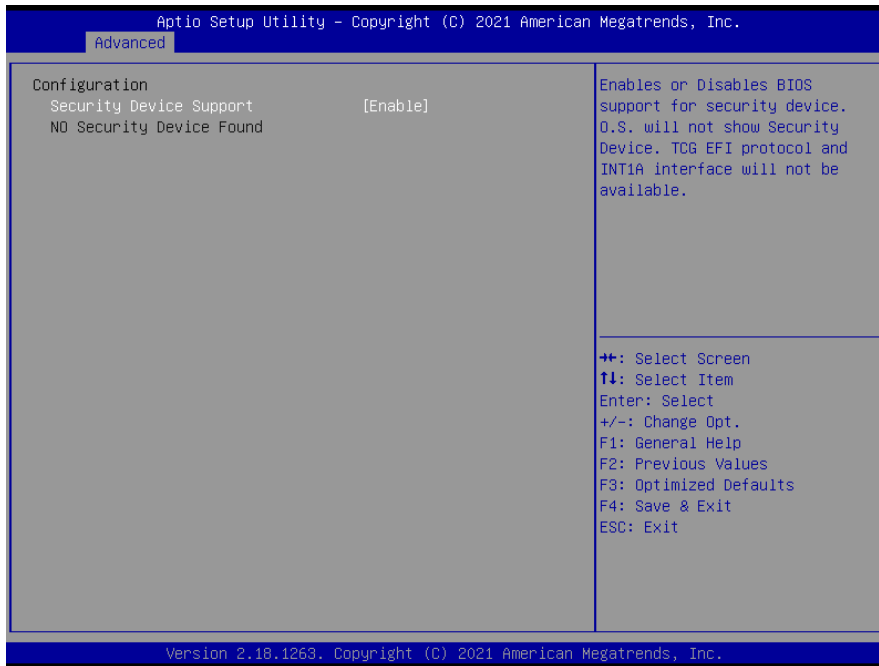 Aptio Setup Utility – Copyright (C) 2021 American Megatrends, Inc.
Advanced
Configuration
Security Device Support [Enable]
NO Security Device Found
Enables or Disables BIOS
support for security device.
O.S. will not show Security
Device. TCG EFI protocol and
INT1A interface will not be
available.
→←: Select Screen
↑↓: Select Item
Enter: Select
+/-: Change Opt.
F1: General Help
F2: Previous Values
F3: Optimized Defaults
F4: Save & Exit
ESC: Exit
Version 2.18.1263. Copyright (C) 2021 American Megatrends, Inc.